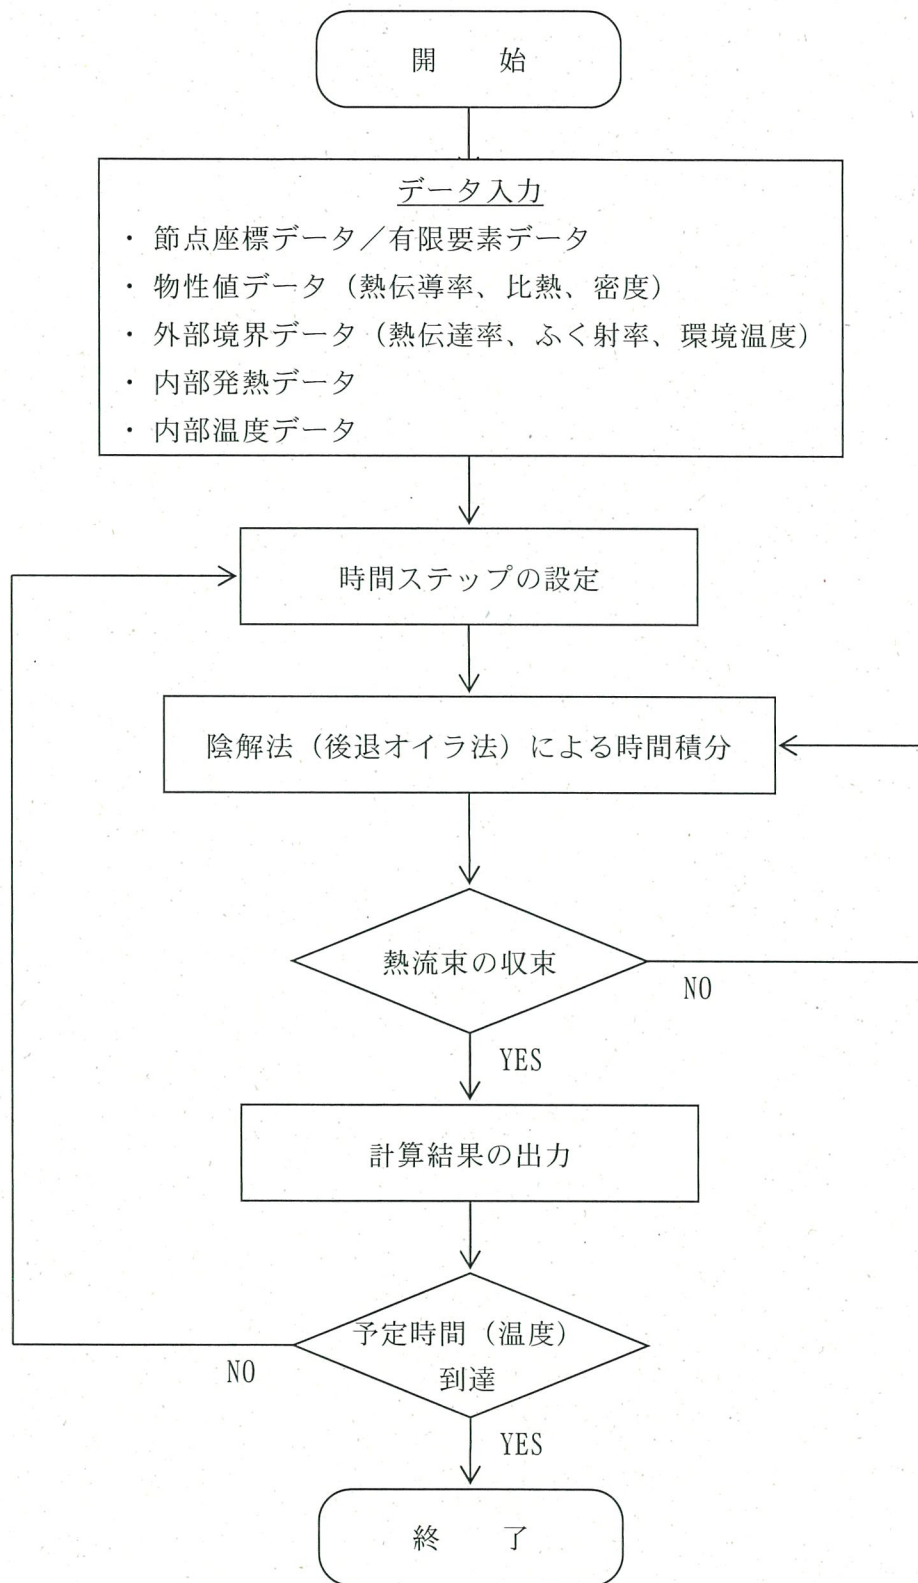 開　始
データ入力
・ 節点座標データ／有限要素データ
・ 物性値データ（熱伝導率、比熱、密度）
・ 外部境界データ（熱伝達率、ふく射率、環境温度）
・ 内部発熱データ
・ 内部温度データ
時間ステップの設定
陰解法（後退オイラ法）による時間積分
熱流束の収束
NO
YES
計算結果の出力
予定時間（温度）
到達
NO
YES
終　了